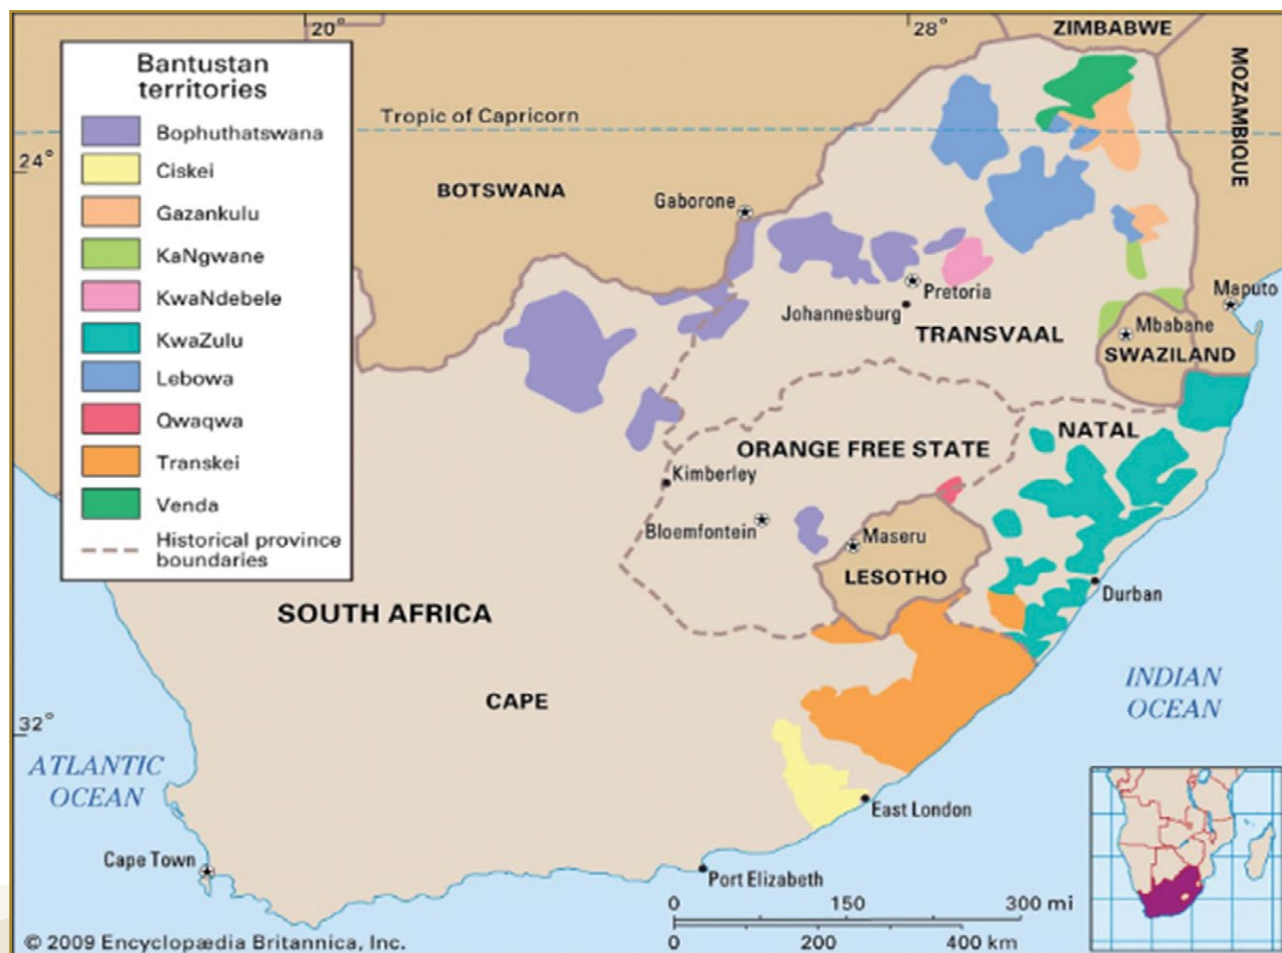 20°
28°
ZIMBABWE
Bantustan
territories
Bophuthatswana
Ciskei
Gazankulu
KaNgwane
KwaNdebele
KwaZulu
Lebowa
Qwaqwa
Transkei
Venda
Historical province
boundaries
Tropic of Capricorn
24°
MOZAMBIQUE
BOTSWANA
Gaborone
Pretoria
Johannesburg
Maputo
TRANSVAAL
Mbabane
SWAZILAND
NATAL
ORANGE FREE STATE
Kimberley
Bloemfontein
Maseru
LESOTHO
Durban
SOUTH AFRICA
CAPE
INDIAN
OCEAN
32°
ATLANTIC
OCEAN
East London
Cape Town
Port Elizabeth
0 150 300 mi
0 200 400 km
© 2009 Encyclopædia Britannica, Inc.